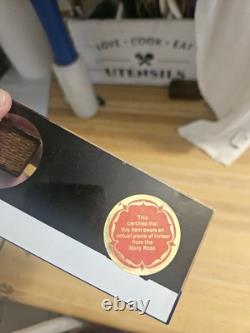 LOVE · COOK · EAT
UTENSILS
This
certifies that
this item bears an
actual piece of timber
from the
Mary Rose
ebay